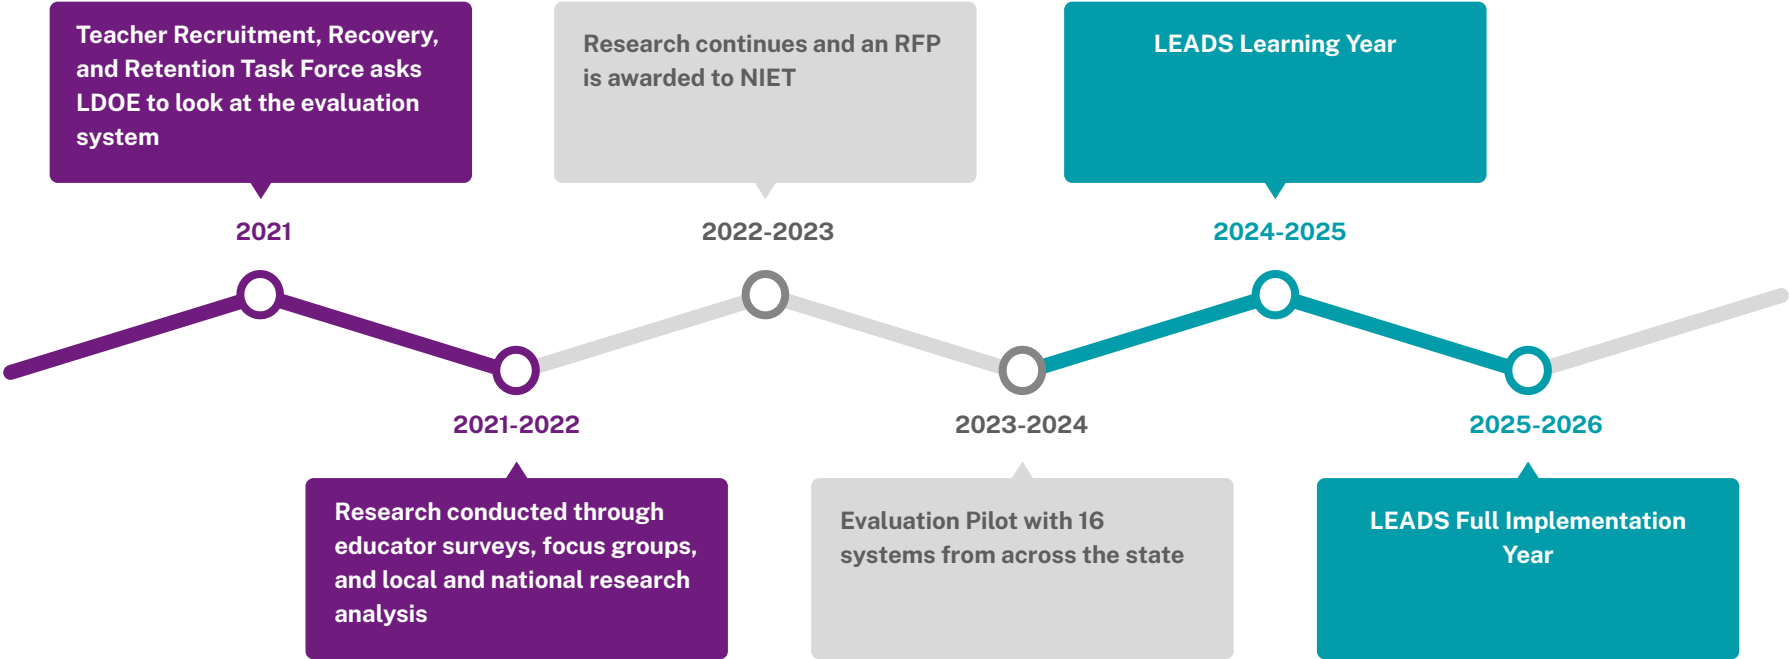 Teacher Recruitment, Recovery,
and Retention Task Force asks
LDOE to look at the evaluation
system
2021
Research conducted through
educator surveys, focus groups,
and local and national research
analysis
2021-2022
Research continues and an RFP
is awarded to NIET
2022-2023
Evaluation Pilot with 16
systems from across the state
2023-2024
LEADS Learning Year
2024-2025
LEADS Full Implementation
Year
2025-2026